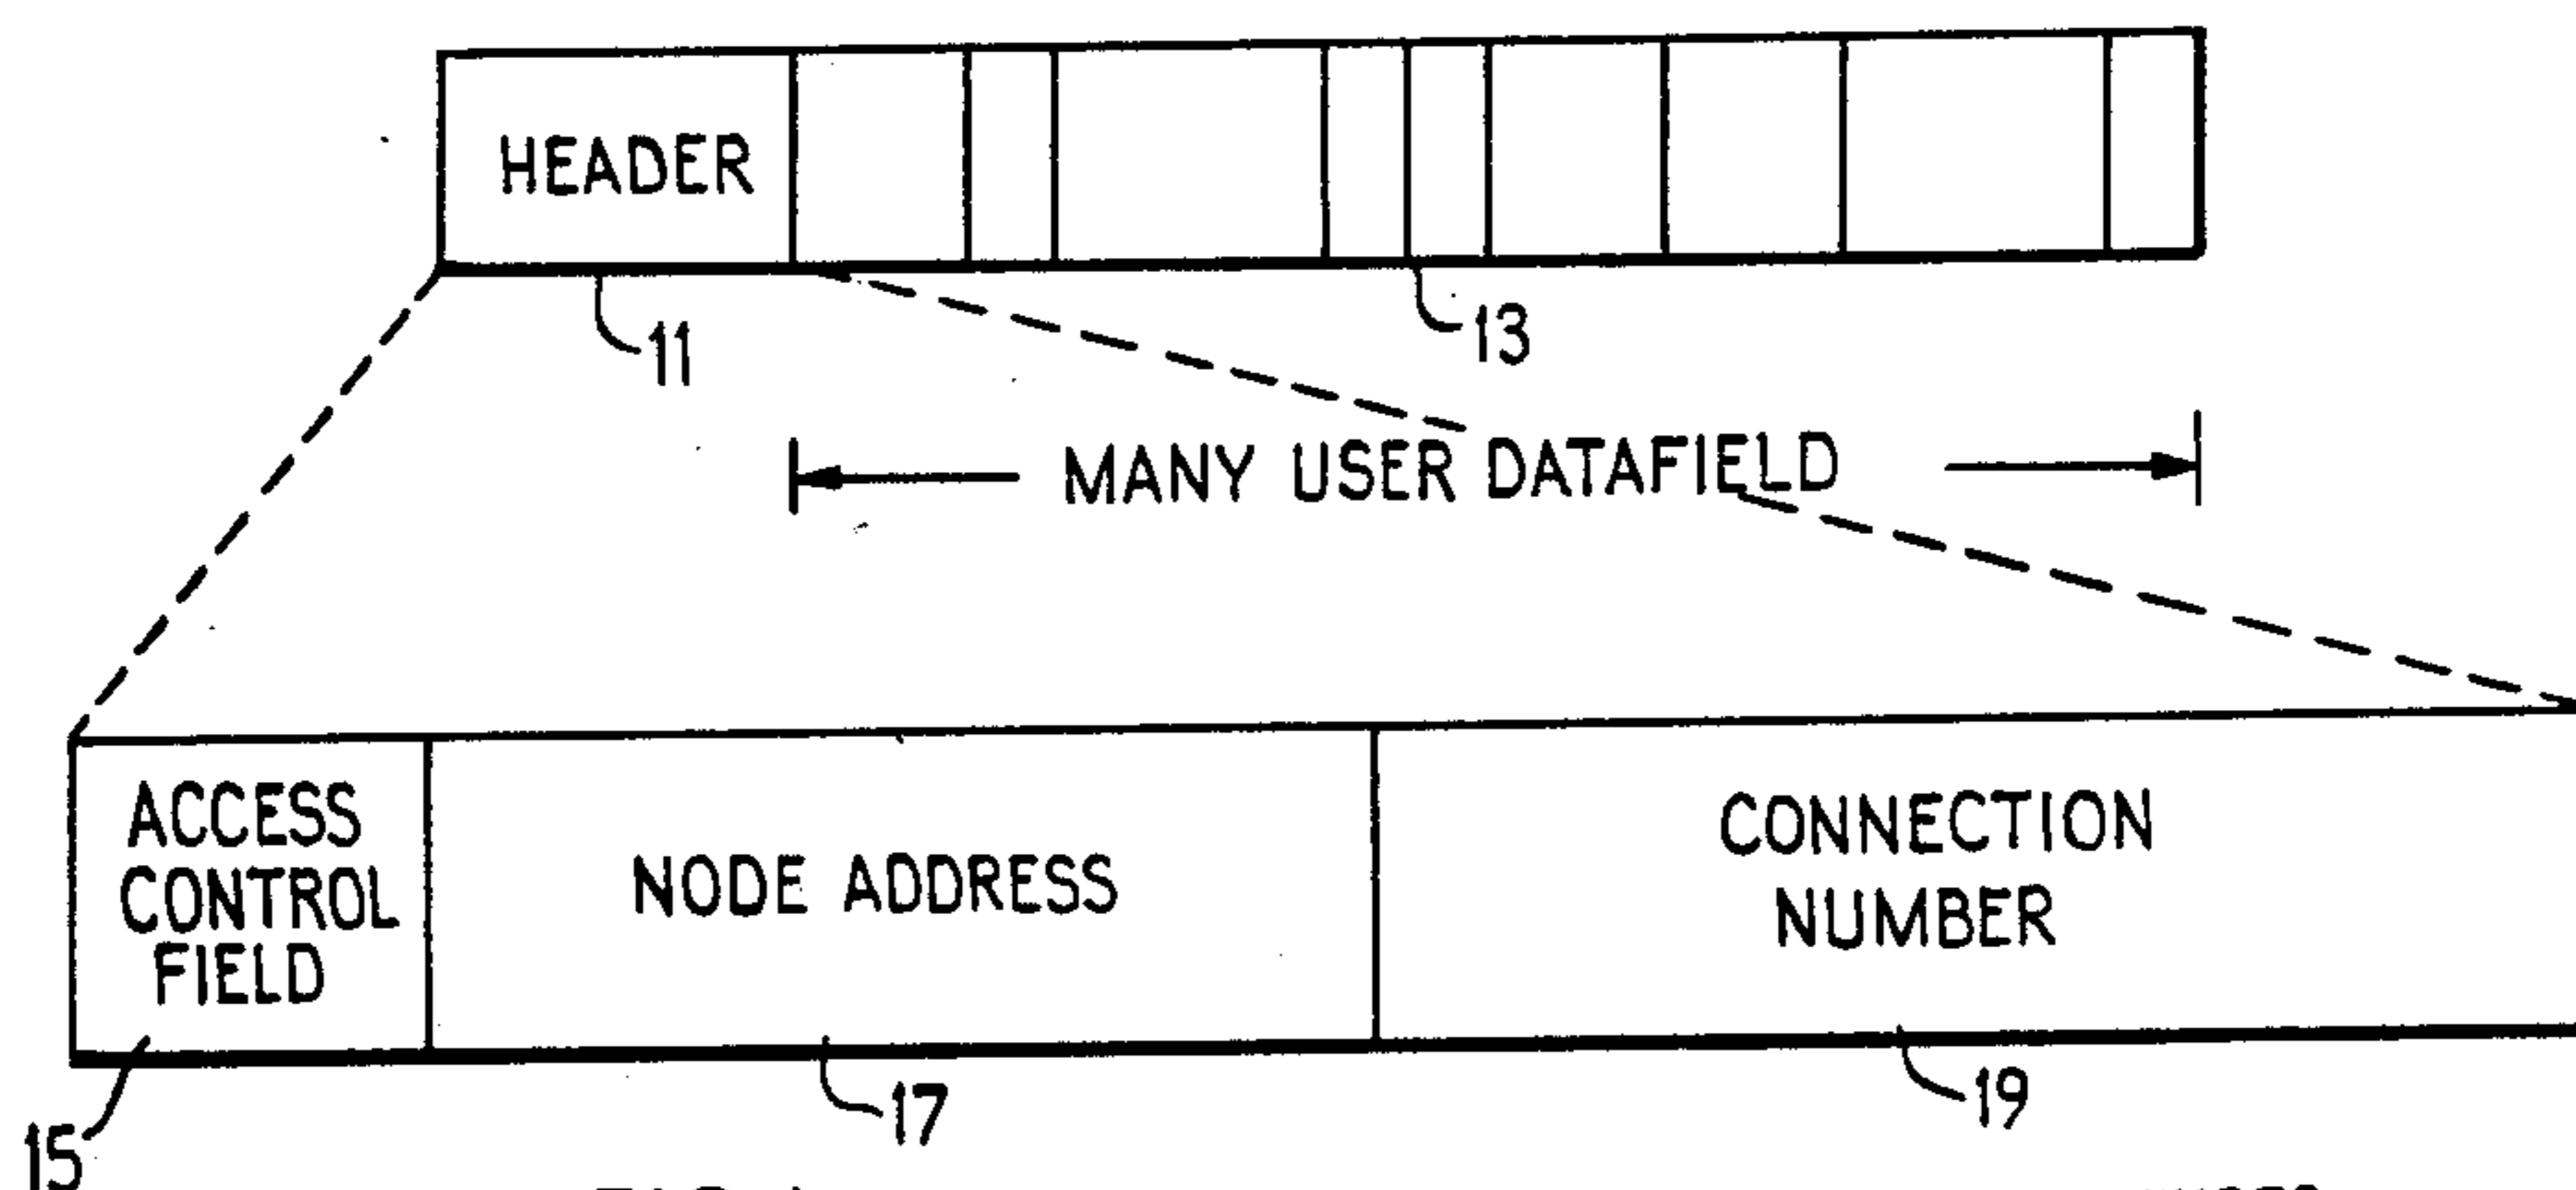 HEADER
11
13
MANY USER DATAFIELD
ACCESS
CONTROL
FIELD
NODE ADDRESS
CONNECTION
NUMBER
15
17
19